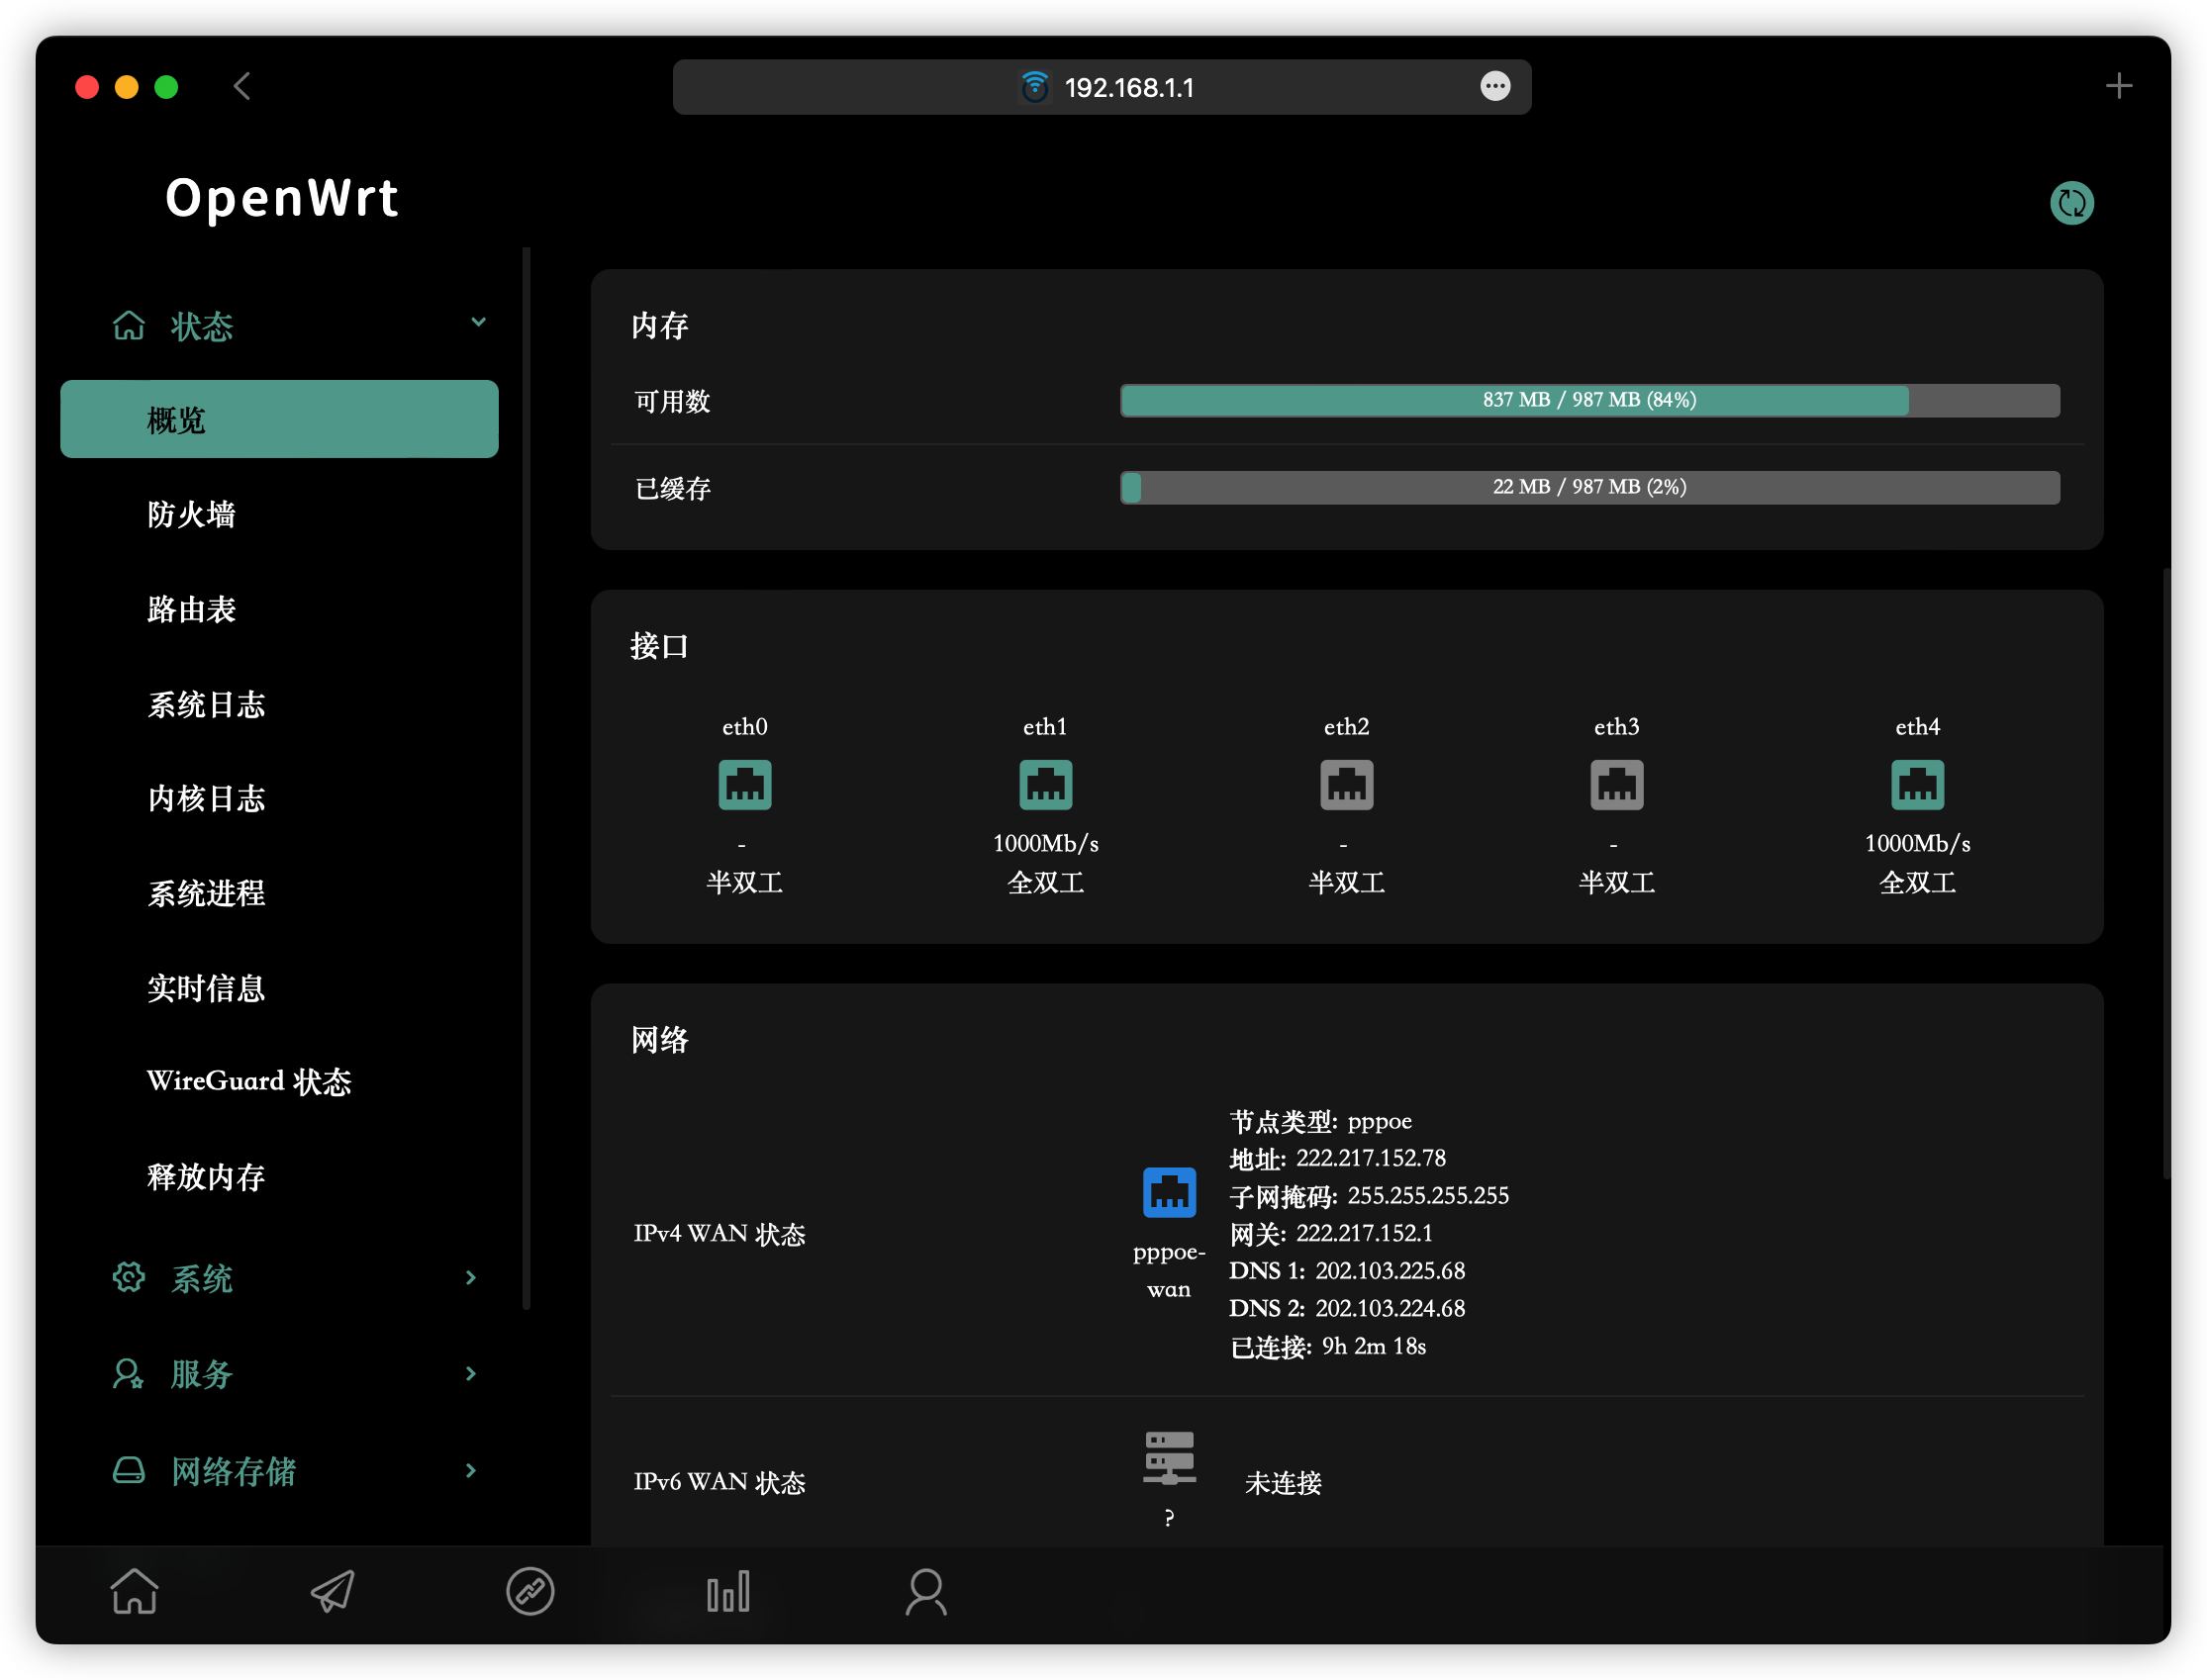 192.168.1.1
OpenWrt
状态
概览
防火墙
路由表
系统日志
内核日志
系统进程
实时信息
WireGuard 状态
释放内存
系统
服务
网络存储
内存
可用数
837 MB / 987 MB (84%)
已缓存
22 MB / 987 MB (2%)
接口
eth0 eth1 eth2 eth3 eth4
- 1000Mb/s - - 1000Mb/s
半双工 全双工 半双工 半双工 全双工
网络
IPv4 WAN 状态
pppoe-
wan
节点类型: pppoe
地址: 222.217.152.78
子网掩码: 255.255.255.255
网关: 222.217.152.1
DNS 1: 202.103.225.68
DNS 2: 202.103.224.68
已连接: 9h 2m 18s
IPv6 WAN 状态
?
未连接